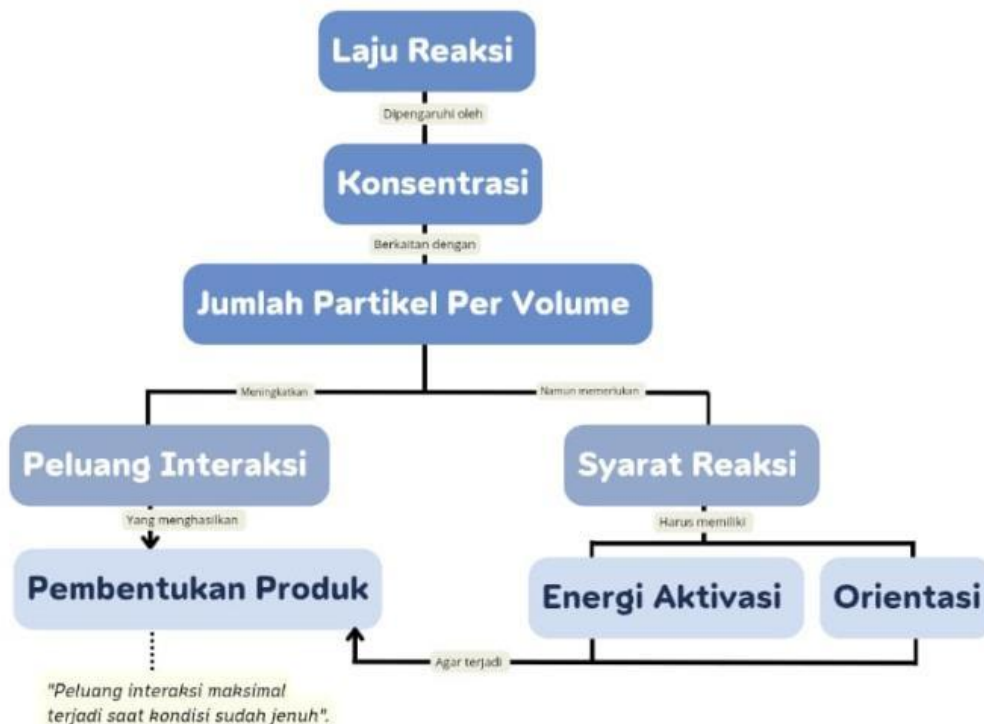 Laju Reaksi
Dipengaruhi oleh
Konsentrasi
Berkaitan dengan
Jumlah Partikel Per Volume
Meningkatkan
Namun memerlukan
Peluang Interaksi
Syarat Reaksi
Yang menghasilkan
Harus memiliki
Pembentukan Produk
Energi Aktivasi
Orientasi
Agar terjadi
"Peluang interaksi maksimal
terjadi saat kondisi sudah jenuh".